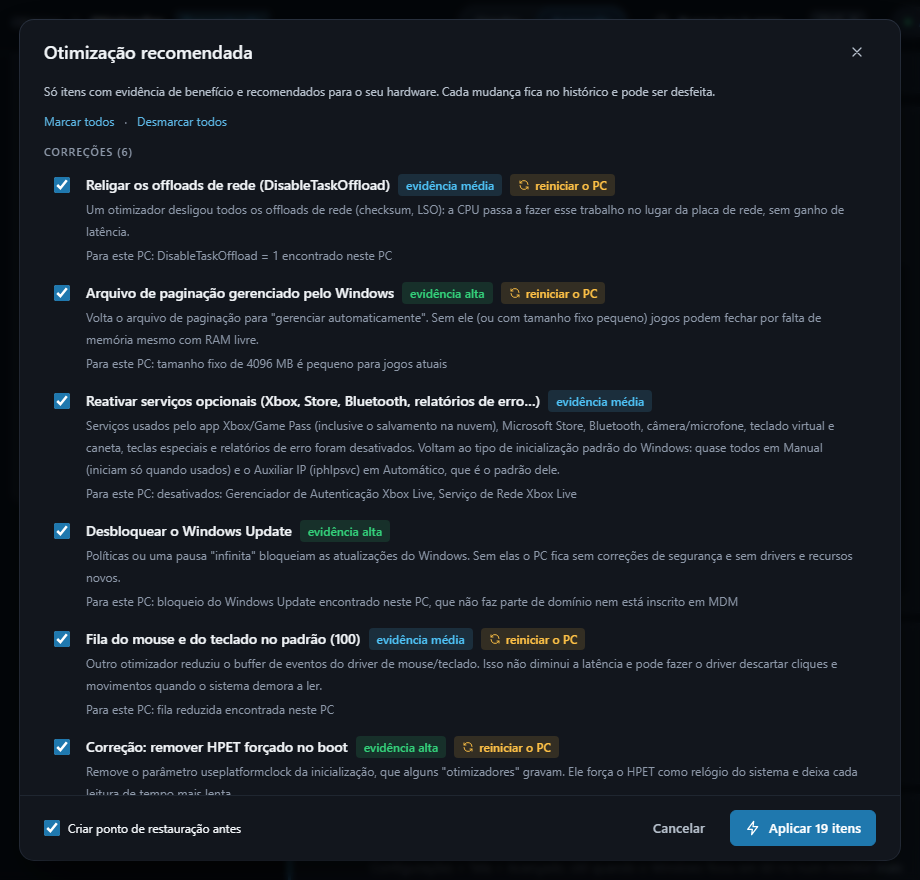 Otimização recomendada
Só itens com evidência de benefício e recomendados para o seu hardware. Cada mudança fica no histórico e pode ser desfeita.
Marcar todos · Desmarcar todos
CORREÇÕES (6)
Religar os offloads de rede (DisableTaskOffload) evidência média reiniciar o PC
Um otimizador desligou todos os offloads de rede (checksum, LSO): a CPU passa a fazer esse trabalho no lugar da placa de rede, sem ganho de
latência.
Para este PC: DisableTaskOffload = 1 encontrado neste PC
Arquivo de paginação gerenciado pelo Windows evidência alta reiniciar o PC
Volta o arquivo de paginação para "gerenciar automaticamente". Sem ele (ou com tamanho fixo pequeno) jogos podem fechar por falta de
memória mesmo com RAM livre.
Para este PC: tamanho fixo de 4096 MB é pequeno para jogos atuais
Reativar serviços opcionais (Xbox, Store, Bluetooth, relatórios de erro...) evidência média
Serviços usados pelo app Xbox/Game Pass (inclusive o salvamento na nuvem), Microsoft Store, Bluetooth, câmera/microfone, teclado virtual e
caneta, teclas especiais e relatórios de erro foram desativados. Voltam ao tipo de inicialização padrão do Windows: quase todos em Manual
(iniciam só quando usados) e o Auxiliar IP (iphlpsvc) em Automático, que é o padrão dele.
Para este PC: desativados: Gerenciador de Autenticação Xbox Live, Serviço de Rede Xbox Live
Desbloquear o Windows Update evidência alta
Políticas ou uma pausa "infinita" bloqueiam as atualizações do Windows. Sem elas o PC fica sem correções de segurança e sem drivers e recursos
novos.
Para este PC: bloqueio do Windows Update encontrado neste PC, que não faz parte de domínio nem está inscrito em MDM
Fila do mouse e do teclado no padrão (100) evidência média reiniciar o PC
Outro otimizador reduziu o buffer de eventos do driver de mouse/teclado. Isso não diminui a latência e pode fazer o driver descartar cliques e
movimentos quando o sistema demora a ler.
Para este PC: fila reduzida encontrada neste PC
Correção: remover HPET forçado no boot evidência alta reiniciar o PC
Remove o parâmetro useplatformclock da inicialização, que alguns "otimizadores" gravam. Ele força o HPET como relógio do sistema e deixa cada
leitura de tempo mais lenta.
Criar ponto de restauração antes
Cancelar
Aplicar 19 itens